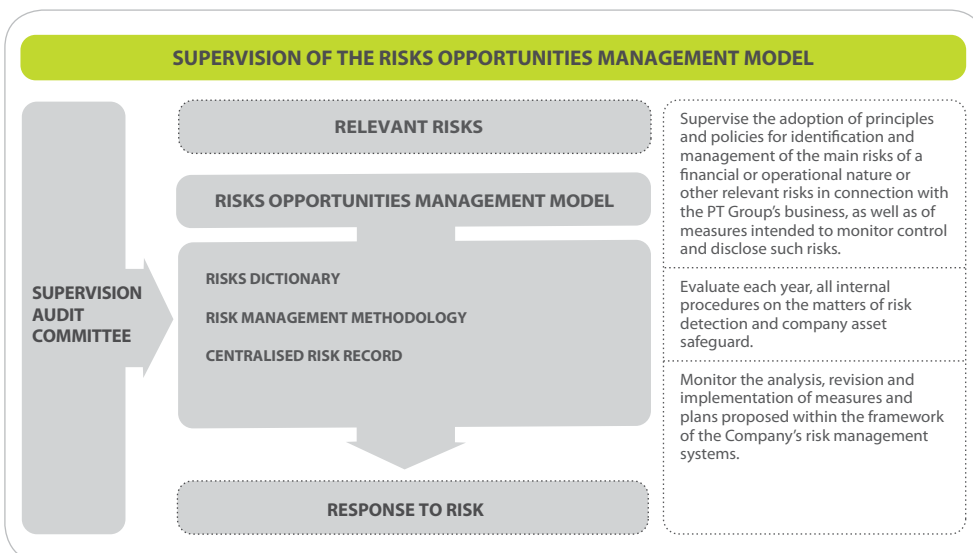 SUPERVISION OF THE RISKS OPPORTUNITIES MANAGEMENT MODEL
SUPERVISION
AUDIT
COMMITTEE
RELEVANT RISKS
RISKS OPPORTUNITIES MANAGEMENT MODEL
RISKS DICTIONARY
RISK MANAGEMENT METHODOLOGY
CENTRALISED RISK RECORD
RESPONSE TO RISK
Supervise the adoption of principles
and policies for identification and
management of the main risks of a
financial or operational nature or
other relevant risks in connection with
the PT Group's business, as well as of
measures intended to monitor control
and disclose such risks.
Evaluate each year, all internal
procedures on the matters of risk
detection and company asset
safeguard.
Monitor the analysis, revision and
implementation of measures and
plans proposed within the framework
of the Company's risk management
systems.